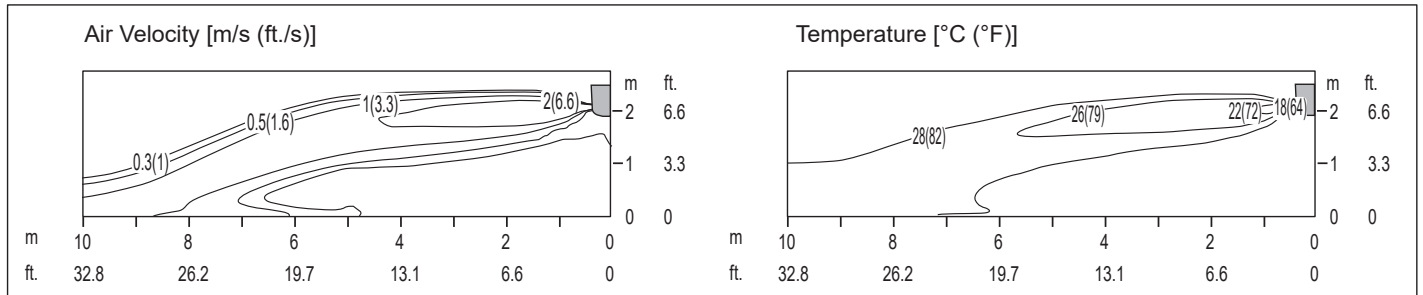 Air Velocity [m/s (ft./s)]
0.3(1)
0.5(1.6)
1(3.3)
2(6.6)
m ft.
2 6.6
1 3.3
0 0
m 10 8 6 4 2 0
ft. 32.8 26.2 19.7 13.1 6.6 0
Temperature [°C (°F)]
28(82)
26(79)
22(72)
18(64)
m ft.
2 6.6
1 3.3
0 0
m 10 8 6 4 2 0
ft. 32.8 26.2 19.7 13.1 6.6 0